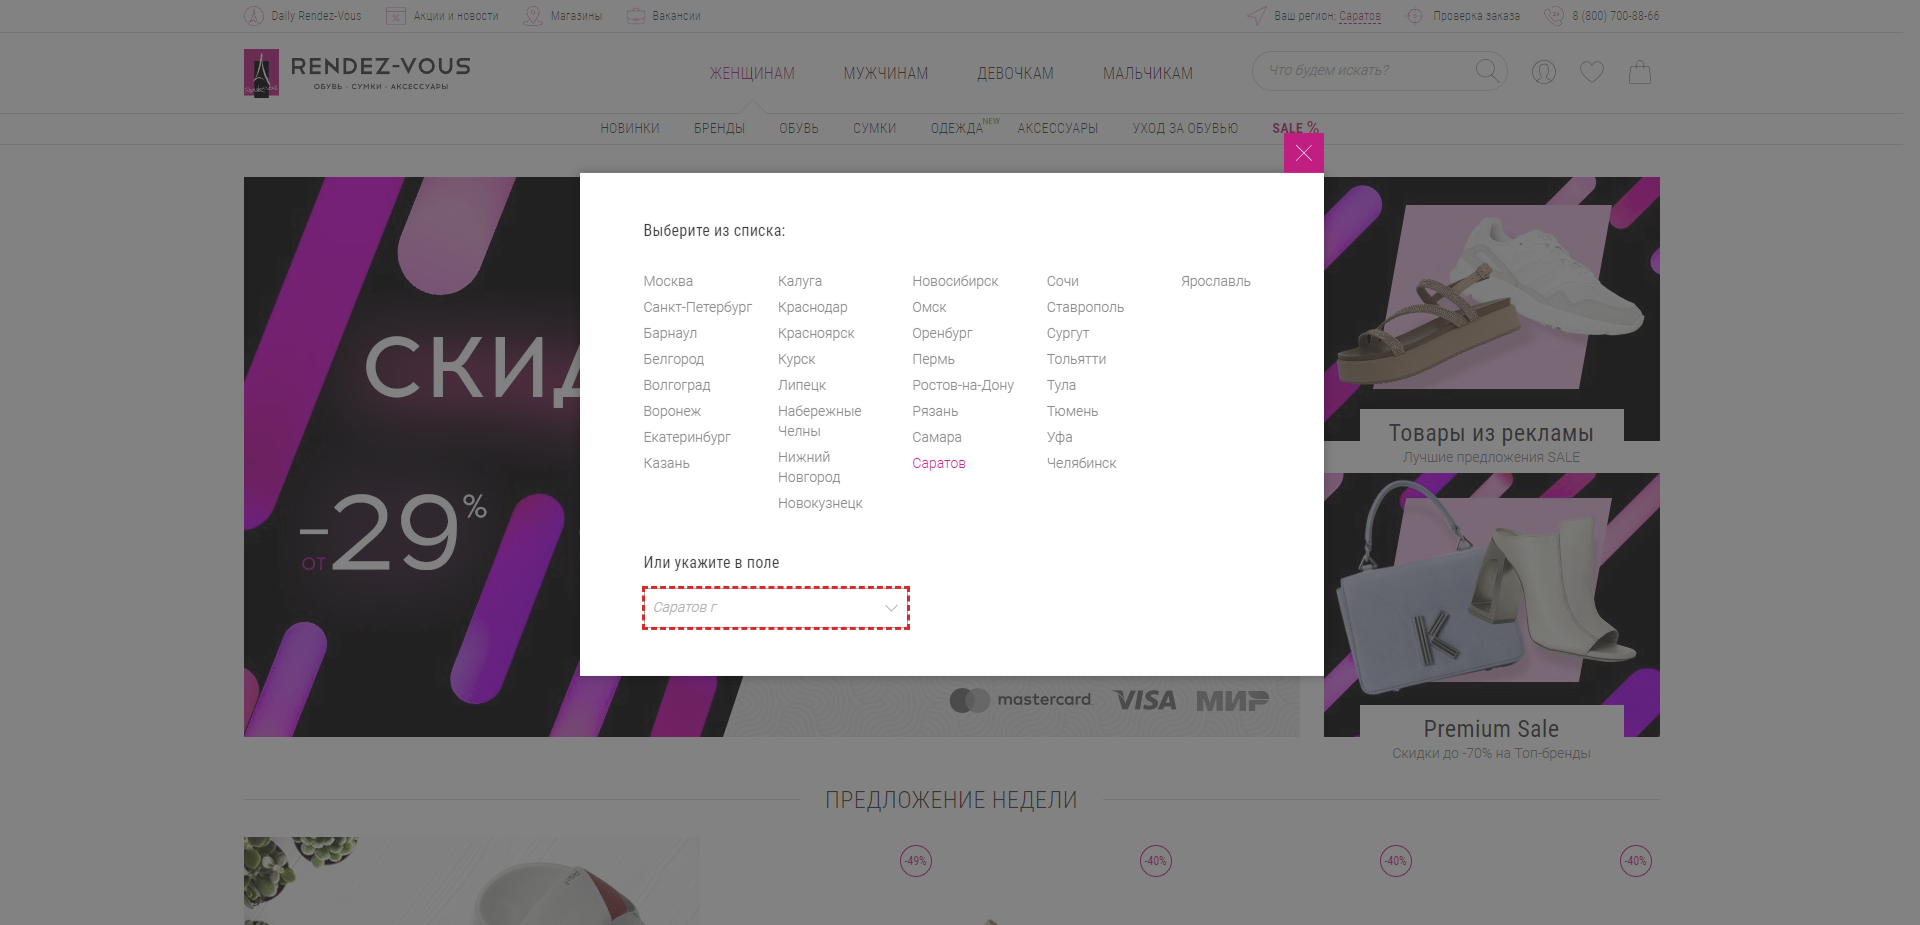 Daily Rendez-Vous
Акции и новости
Магазины
Вакансии
Ваш регион: Саратов
Проверка заказа
8 (800) 700-88-66
RENDEZ-VOUS
ОБУВЬ · СУМКИ · АКСЕССУАРЫ
ЖЕНЩИНАМ
МУЖЧИНАМ
ДЕВОЧКАМ
МАЛЬЧИКАМ
Что будем искать?
НОВИНКИ
БРЕНДЫ
ОБУВЬ
СУМКИ
ОДЕЖДА NEW
АКСЕССУАРЫ
УХОД ЗА ОБУВЬЮ
SALE %
Выберите из списка:
Москва
Санкт-Петербург
Барнаул
Белгород
Волгоград
Воронеж
Екатеринбург
Казань
Калуга
Краснодар
Красноярск
Курск
Липецк
Набережные
Челны
Нижний
Новгород
Новокузнецк
Новосибирск
Омск
Оренбург
Пермь
Ростов-на-Дону
Рязань
Самара
Саратов
Сочи
Ставрополь
Сургут
Тольятти
Тула
Тюмень
Уфа
Челябинск
Ярославль
Или укажите в поле
Саратов г
СКИД
от -29%
mastercard
VISA
МИР
Товары из рекламы
Лучшие предложения SALE
K
Premium Sale
Скидки до -70% на Топ-бренды
ПРЕДЛОЖЕНИЕ НЕДЕЛИ
-49%
-40%
-40%
-40%